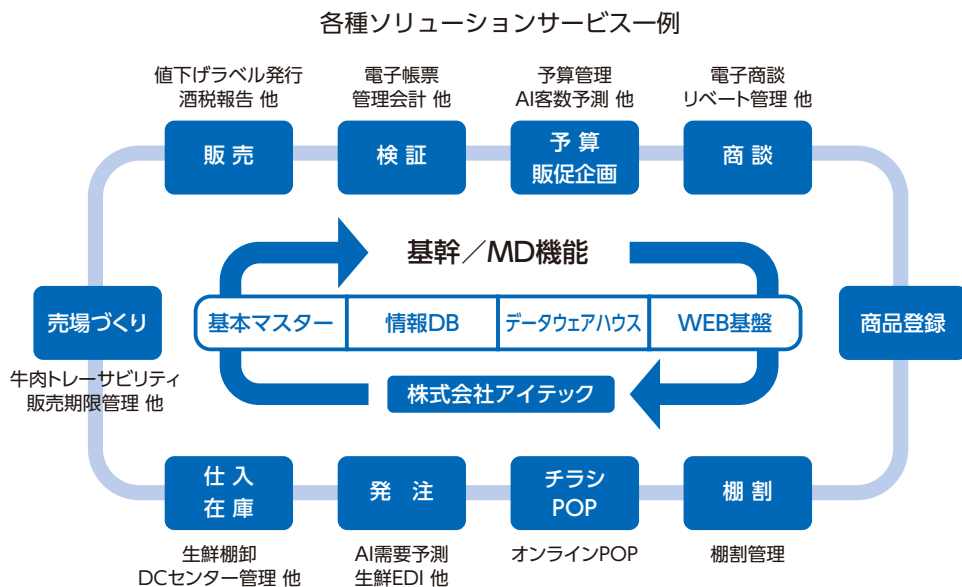 各種ソリューションサービス一例
値下げラベル発行
酒税報告 他
電子帳票
管理会計 他
予算管理
AI客数予測 他
電子商談
リベート管理 他
販売
検証
予算
販促企画
商談
基幹／MD機能
売場づくり
基本マスター
情報DB
データウェアハウス
WEB基盤
商品登録
牛肉トレーサビリティ
販売期限管理 他
株式会社アイテック
仕入
在庫
発注
チラシ
POP
棚割
生鮮棚卸
DCセンター管理 他
AI需要予測
生鮮EDI 他
オンラインPOP
棚割管理